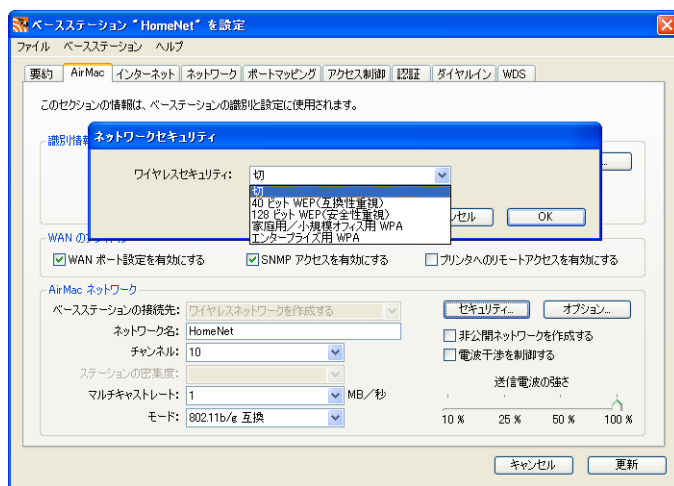 ベースステーション "HomeNet" を設定
ファイル ベースステーション ヘルプ
要約 AirMac インターネット ネットワーク ポートマッピング アクセス制御 認証 ダイヤルイン WDS
このセクションの情報は、ベーステーションの識別と設定に使用されます。
識別情報
ネットワークセキュリティ
ワイヤレスセキュリティ: 切
切
40 ビット WEP(互換性重視)
128 ビット WEP(安全性重視)
家庭用/小規模オフィス用 WPA
エンタープライズ用 WPA
OK
WAN の
WAN ポート設定を有効にする SNMP アクセスを有効にする プリンタへのリモートアクセスを有効にする
AirMac ネットワーク
ベースステーションの接続先: ワイヤレスネットワークを作成する セキュリティ... オプション...
ネットワーク名: HomeNet 非公開ネットワークを作成する
チャンネル: 10 電波干渉を制御する
ステーションの密集度: 送信電波の強さ
マルチキャストレート: 1 MB/秒
モード: 802.11b/g 互換 10 % 25 % 50 % 100 %
キャンセル 更新